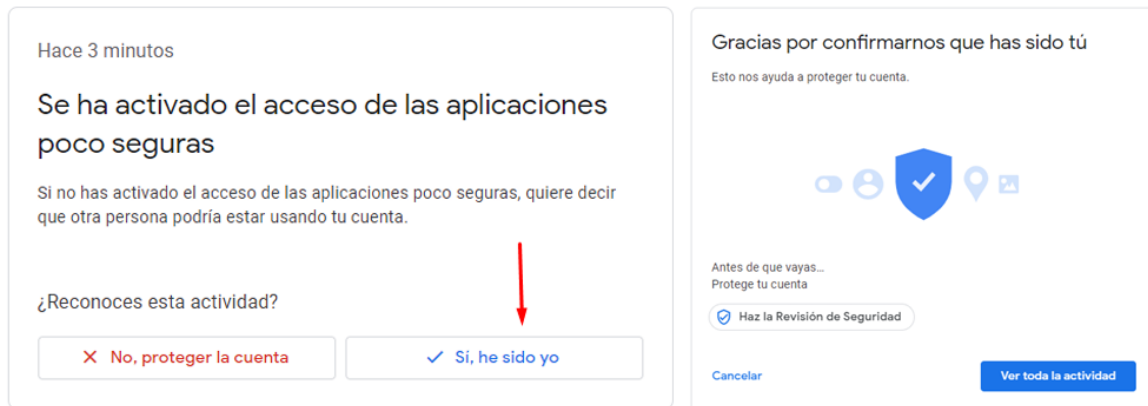 Hace 3 minutos
Se ha activado el acceso de las aplicaciones
poco seguras
Si no has activado el acceso de las aplicaciones poco seguras, quiere decir
que otra persona podría estar usando tu cuenta.
¿Reconoces esta actividad?
No, proteger la cuenta
Sí, he sido yo
Gracias por confirmarnos que has sido tú
Esto nos ayuda a proteger tu cuenta.
Antes de que vayas...
Protege tu cuenta
Haz la Revisión de Seguridad
Cancelar
Ver toda la actividad